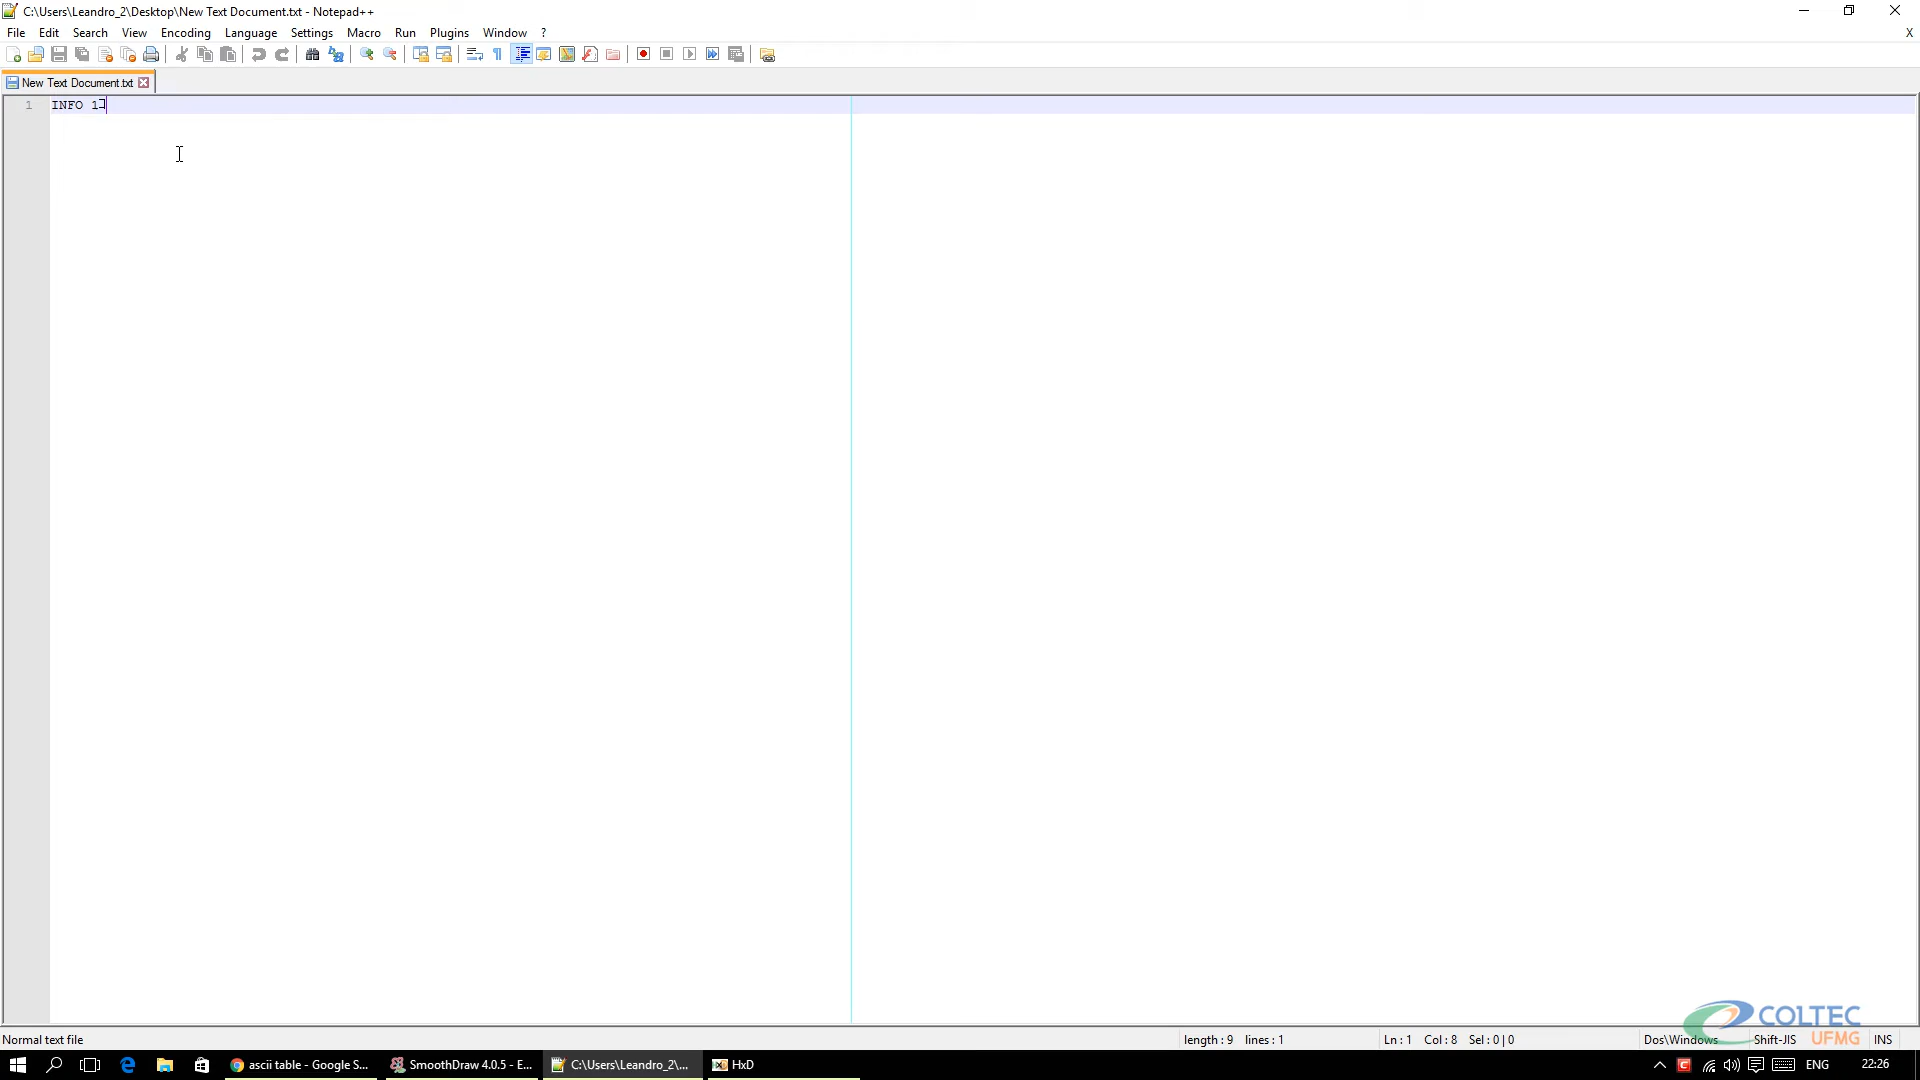 C:\Users\Leandro_2\Desktop\New Text Document.txt - Notepad++
File Edit Search View Encoding Language Settings Macro Run Plugins Window ? X
New Text Document.txt
1 INFO 1ｺ
COLTEC
UFMG
Normal text file length : 9 lines : 1 Ln : 1 Col : 8 Sel : 0 | 0 Dos\Windows Shift-JIS INS
ascii table - Google S... SmoothDraw 4.0.5 - E... C:\Users\Leandro_2\... HxD ENG 22:26